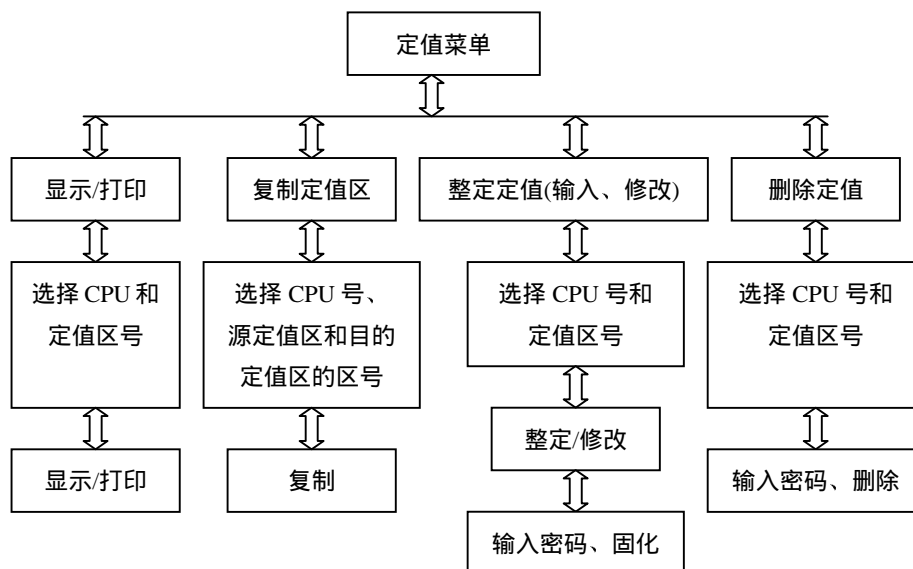 定值菜单
显示/打印
复制定值区
整定定值(输入、修改)
删除定值
选择 CPU 和
定值区号
选择 CPU 号、
源定值区和目的
定值区的区号
选择 CPU 号和
定值区号
选择 CPU 号和
定值区号
显示/打印
复制
整定/修改
输入密码、删除
输入密码、固化